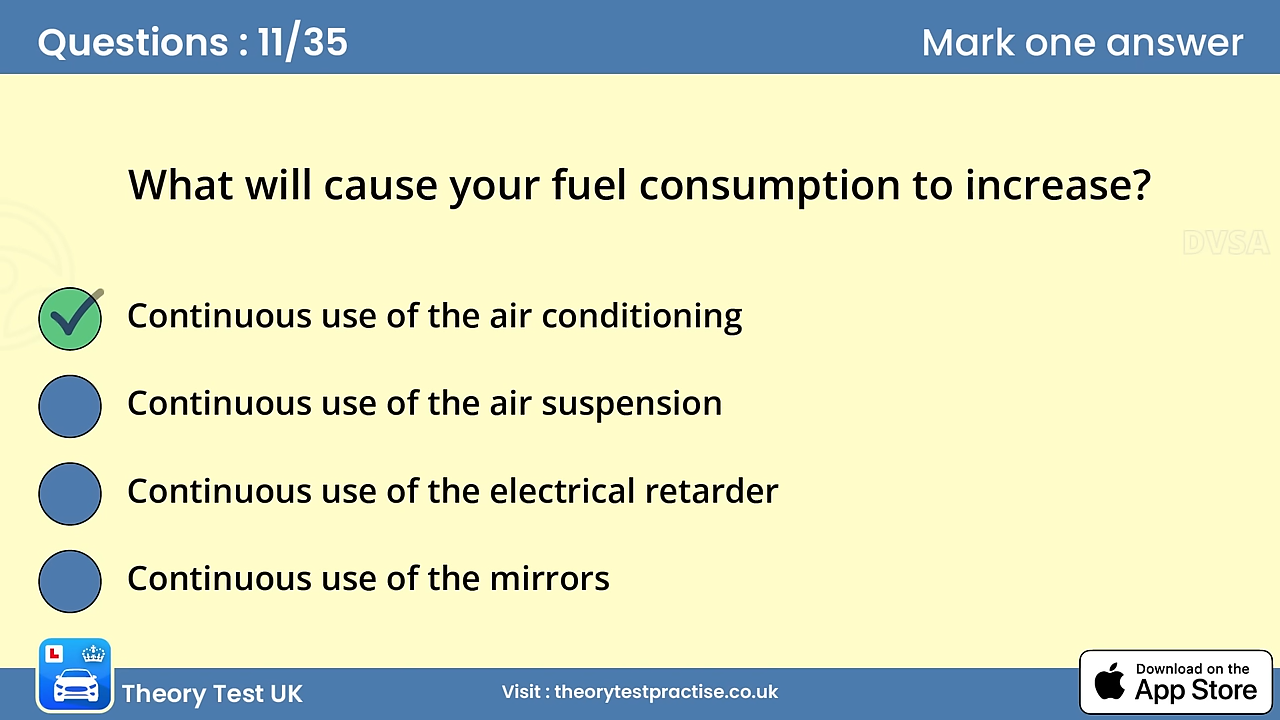 Questions : 11/35
Mark one answer
What will cause your fuel consumption to increase?
DVSA
Continuous use of the air conditioning
Continuous use of the air suspension
Continuous use of the electrical retarder
Continuous use of the mirrors
L
Theory Test UK
Visit : theorytestpractise.co.uk
Download on the
App Store